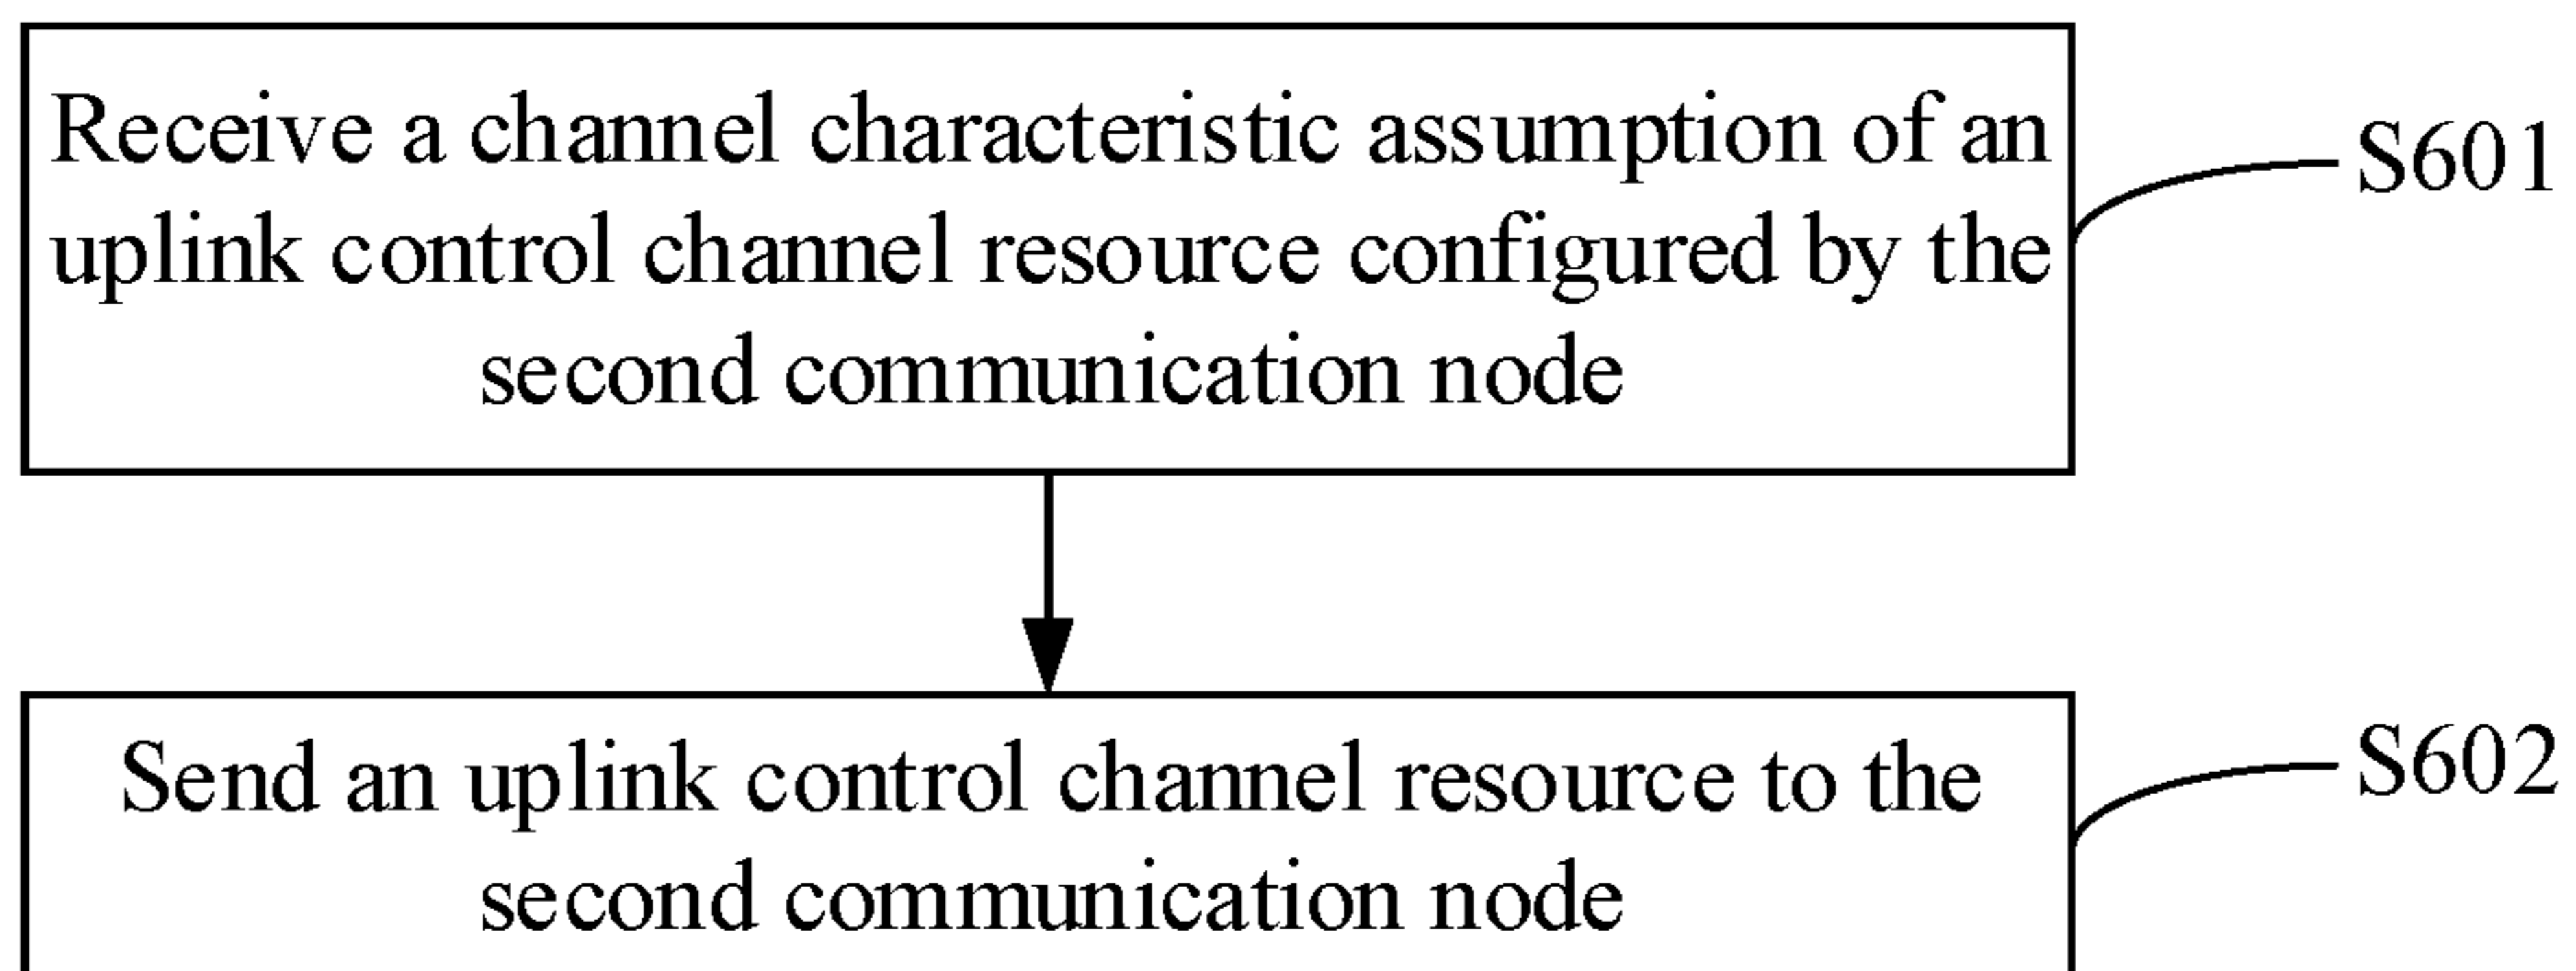 Receive a channel characteristic assumption of an
uplink control channel resource configured by the
second communication node
S601
Send an uplink control channel resource to the
second communication node
S602